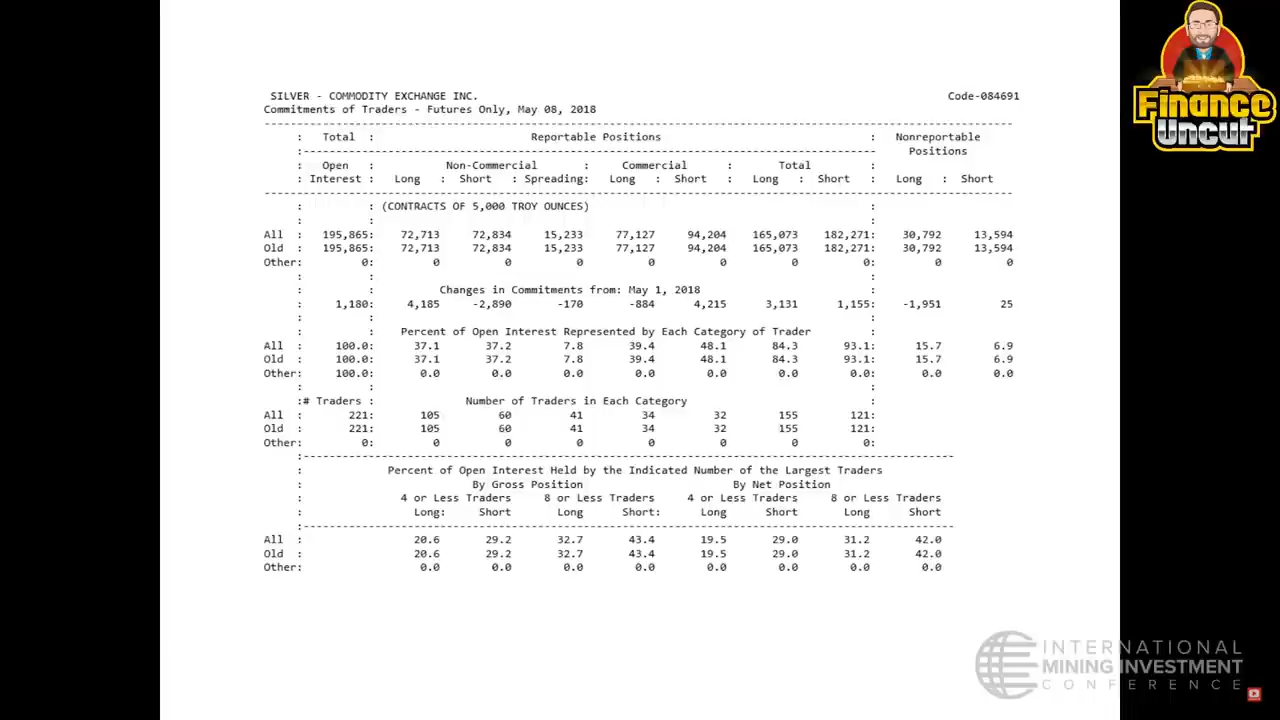 SILVER - COMMODITY EXCHANGE INC. Code-084691
Commitments of Traders - Futures Only, May 08, 2018
: Total : Reportable Positions : Nonreportable
: Positions
: Open : Non-Commercial : Commercial : Total :
: Interest : Long : Short : Spreading: Long : Short : Long : Short : Long : Short
: : (CONTRACTS OF 5,000 TROY OUNCES) :
All : 195,865: 72,713 72,834 15,233 77,127 94,204 165,073 182,271: 30,792 13,594
Old : 195,865: 72,713 72,834 15,233 77,127 94,204 165,073 182,271: 30,792 13,594
Other: 0: 0 0 0 0 0 0 0: 0 0
: : Changes in Commitments from: May 1, 2018 :
: 1,180: 4,185 -2,890 -170 -884 4,215 3,131 1,155: -1,951 25
: : Percent of Open Interest Represented by Each Category of Trader :
All : 100.0: 37.1 37.2 7.8 39.4 48.1 84.3 93.1: 15.7 6.9
Old : 100.0: 37.1 37.2 7.8 39.4 48.1 84.3 93.1: 15.7 6.9
Other: 100.0: 0.0 0.0 0.0 0.0 0.0 0.0 0.0: 0.0 0.0
:# Traders : Number of Traders in Each Category :
All : 221: 105 60 41 34 32 155 121:
Old : 221: 105 60 41 34 32 155 121:
Other: 0: 0 0 0 0 0 0 0:
: Percent of Open Interest Held by the Indicated Number of the Largest Traders
: By Gross Position By Net Position
: 4 or Less Traders 8 or Less Traders 4 or Less Traders 8 or Less Traders
: Long: Short Long Short: Long Short Long Short
All : 20.6 29.2 32.7 43.4 19.5 29.0 31.2 42.0
Old : 20.6 29.2 32.7 43.4 19.5 29.0 31.2 42.0
Other: 0.0 0.0 0.0 0.0 0.0 0.0 0.0 0.0
Finance
Uncut
INTERNATIONAL
MINING INVESTMENT
CONFERENCE